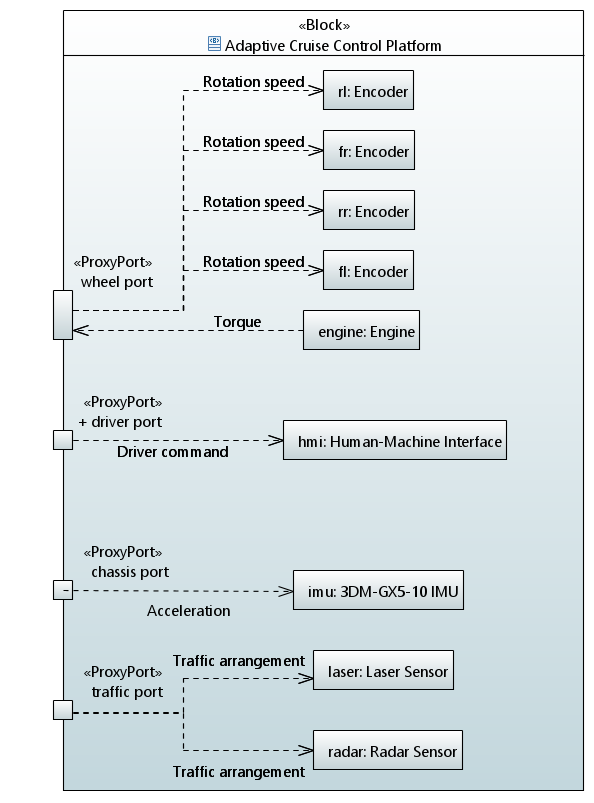 «Block»
Adaptive Cruise Control Platform
Rotation speed
rl: Encoder
Rotation speed
fr: Encoder
Rotation speed
rr: Encoder
«ProxyPort»
wheel port
Rotation speed
fl: Encoder
Torque
engine: Engine
«ProxyPort»
+ driver port
Driver command
hmi: Human-Machine Interface
«ProxyPort»
chassis port
Acceleration
imu: 3DM-GX5-10 IMU
«ProxyPort»
traffic port
Traffic arrangement
laser: Laser Sensor
Traffic arrangement
radar: Radar Sensor